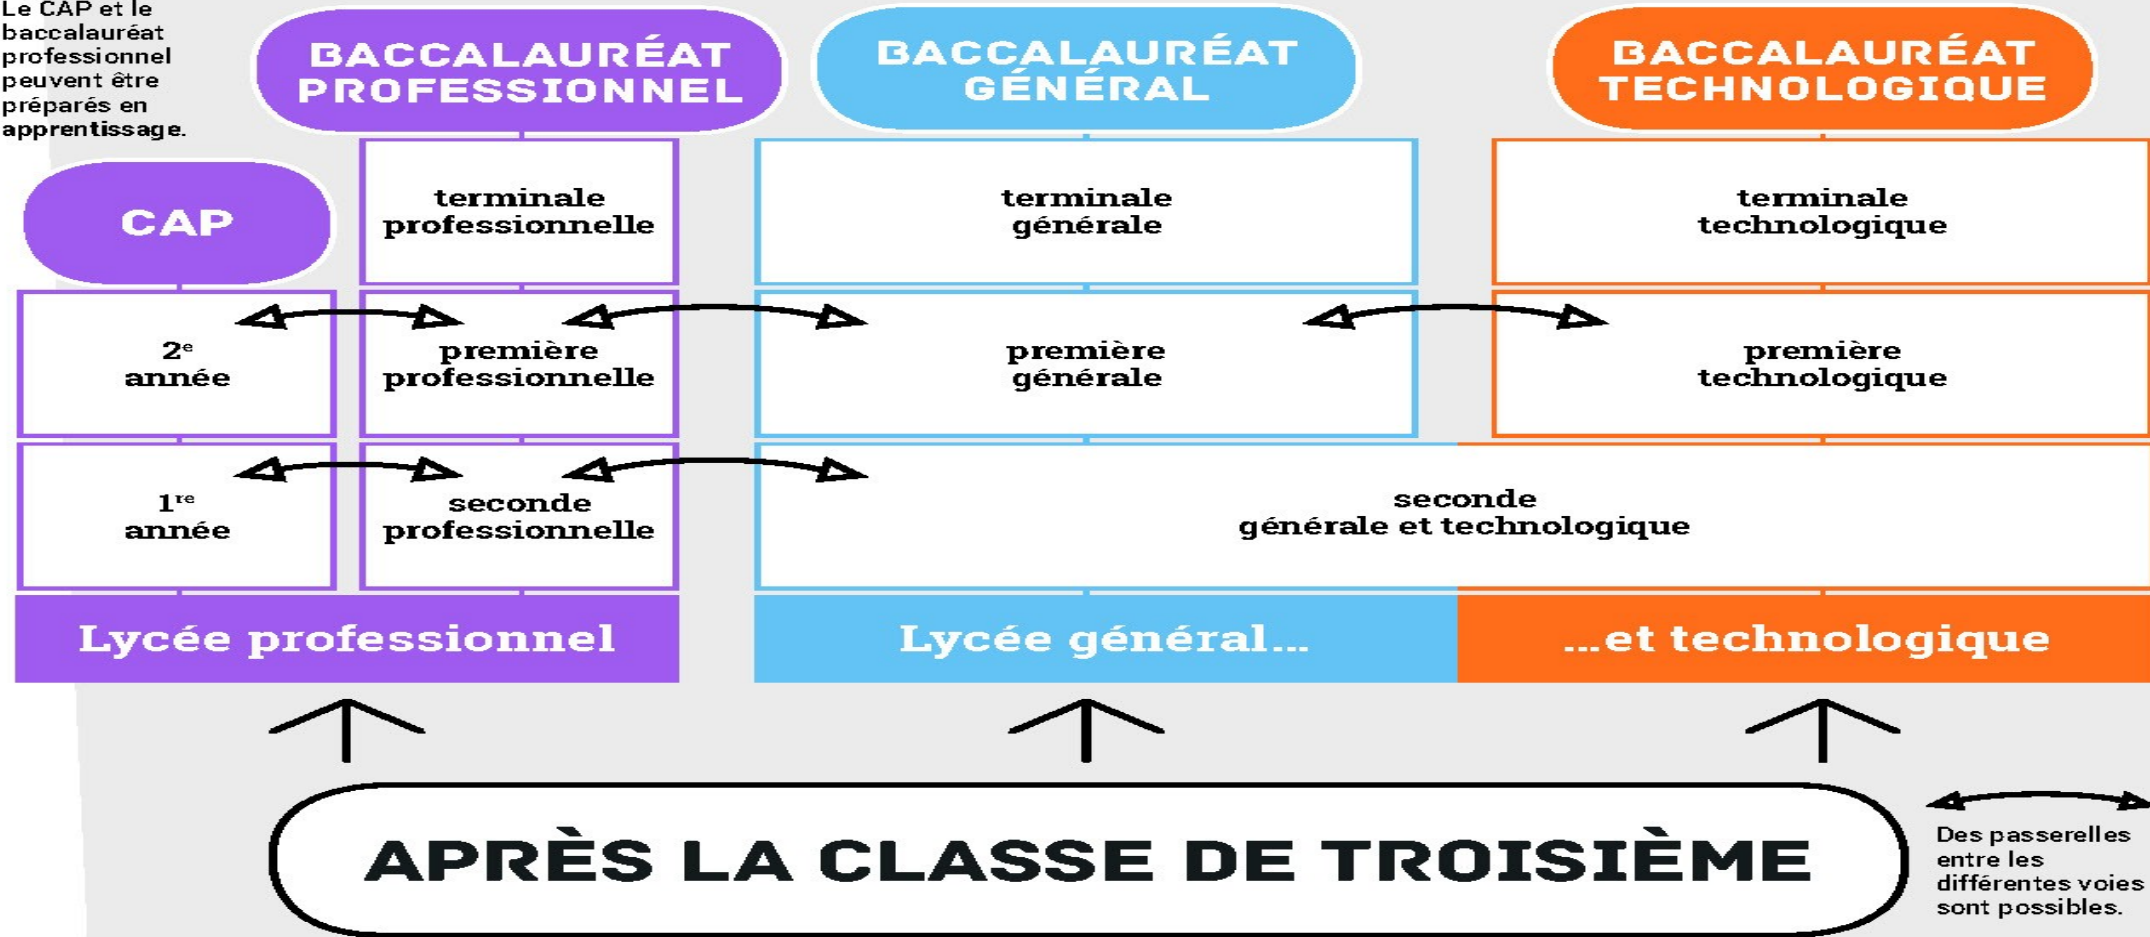 Le CAP et le
baccalauréat
professionnel
peuvent être
préparés en
apprentissage.
BACCALAURÉAT
PROFESSIONNEL
BACCALAURÉAT
GÉNÉRAL
BACCALAURÉAT
TECHNOLOGIQUE
CAP
terminale
professionnelle
terminale
générale
terminale
technologique
2e
année
première
professionnelle
première
générale
première
technologique
1re
année
seconde
professionnelle
seconde
générale et technologique
Lycée professionnel
Lycée général...
...et technologique
APRÈS LA CLASSE DE TROISIÈME
Des passerelles
entre les
différentes voies
sont possibles.